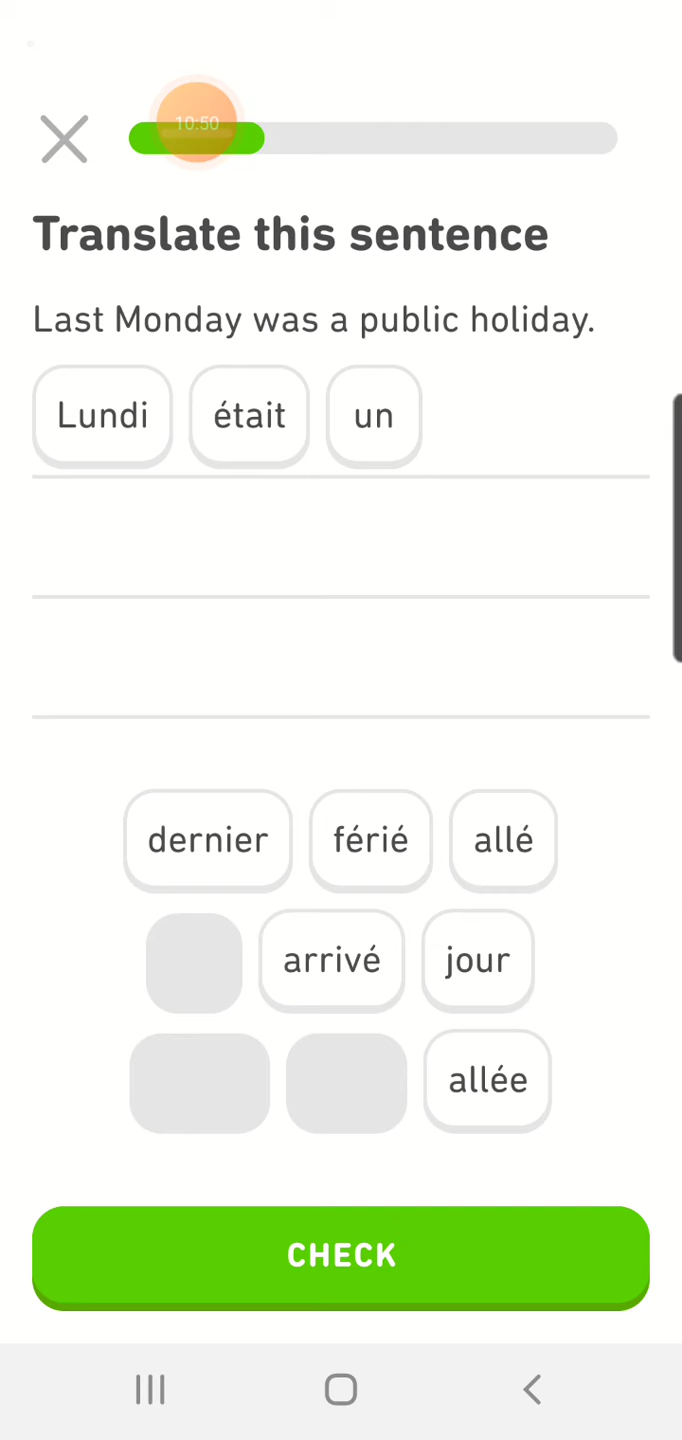 10:50
Translate this sentence
Last Monday was a public holiday.
Lundi était un
dernier férié allé
arrivé jour
allée
CHECK